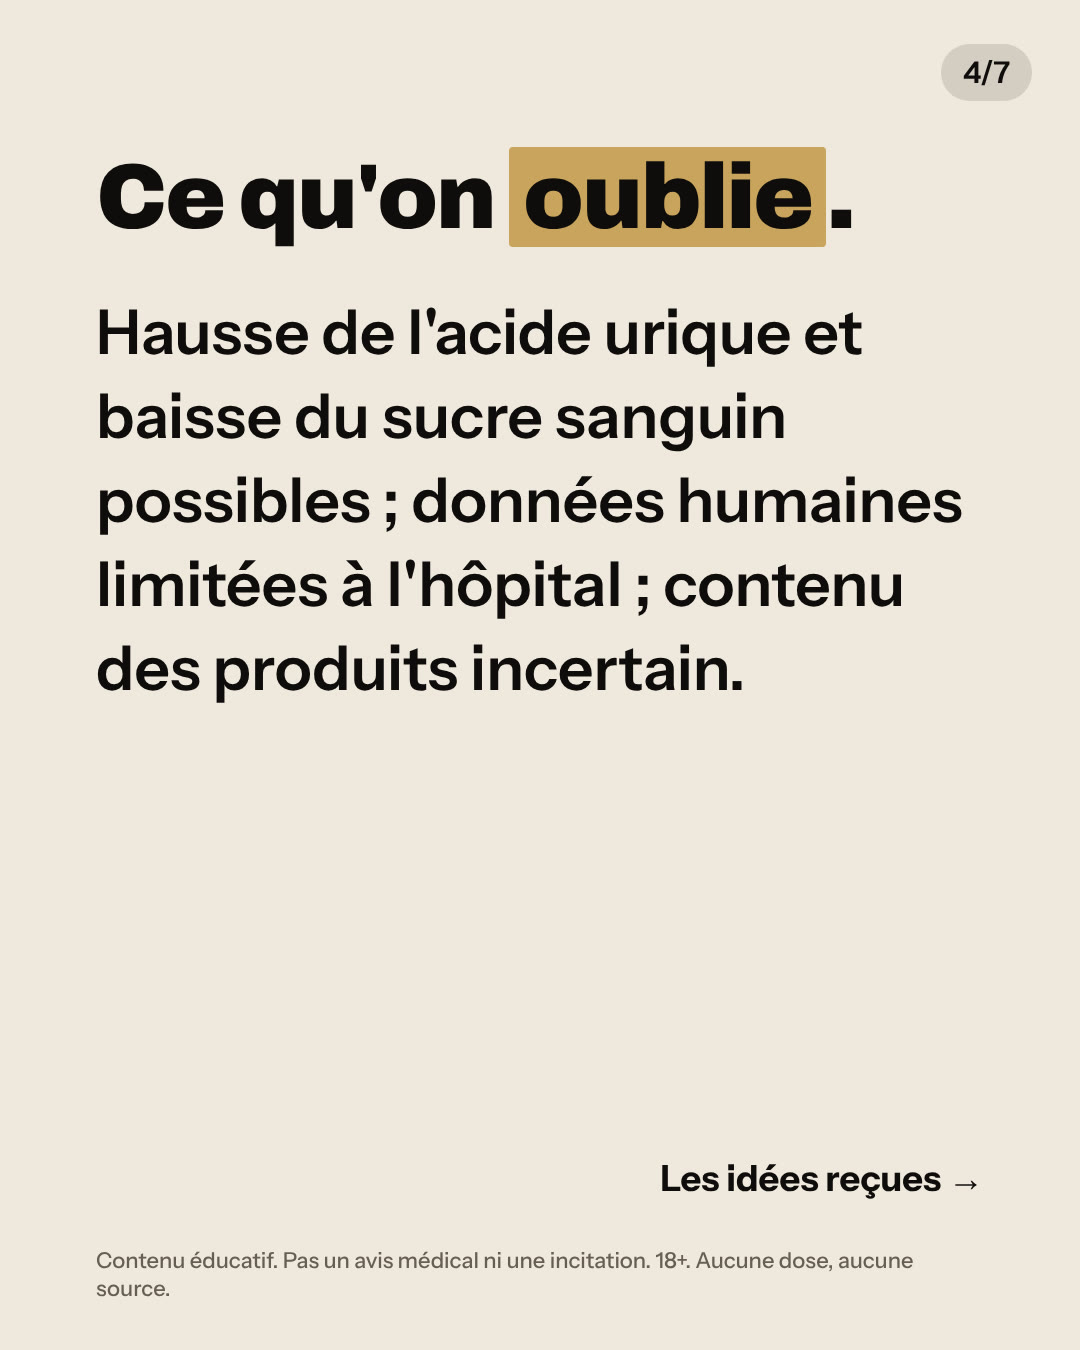 4/7
Ce qu'on oublie.
Hausse de l'acide urique et
baisse du sucre sanguin
possibles ; données humaines
limitées à l'hôpital ; contenu
des produits incertain.
Les idées reçues →
Contenu éducatif. Pas un avis médical ni une incitation. 18+. Aucune dose, aucune
source.